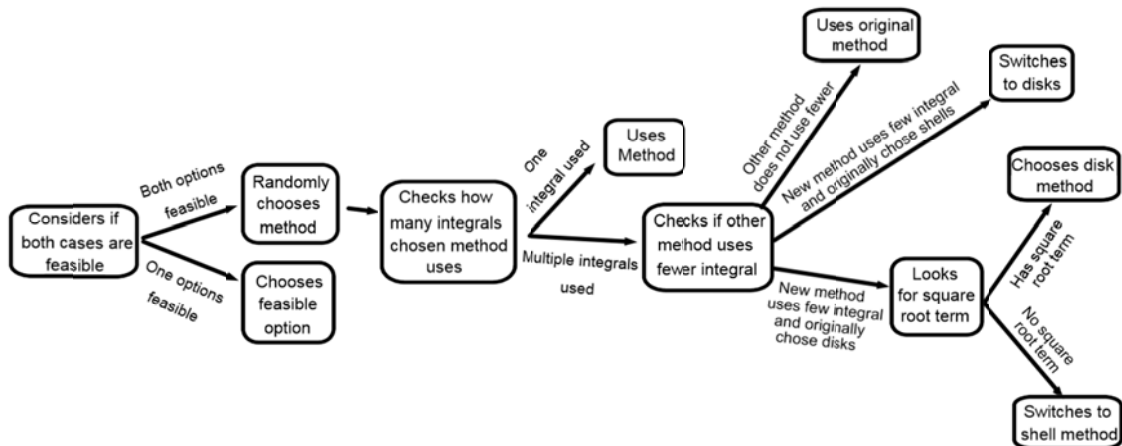 Considers if
both cases are
feasible
Both options
feasible
One options
feasible
Randomly
chooses
method
Chooses
feasible
option
Checks how
many integrals
chosen method
uses
One
integral used
Multiple integrals
used
Uses
Method
Checks if other
method uses
fewer integral
Other method
does not use fewer
Uses original
method
New method uses few integral
and originally chose shells
Switches
to disks
New method
uses few integral
and originally
chose disks
Looks
for square
root term
Has square
root term
Chooses disk
method
No square
root term
Switches to
shell method